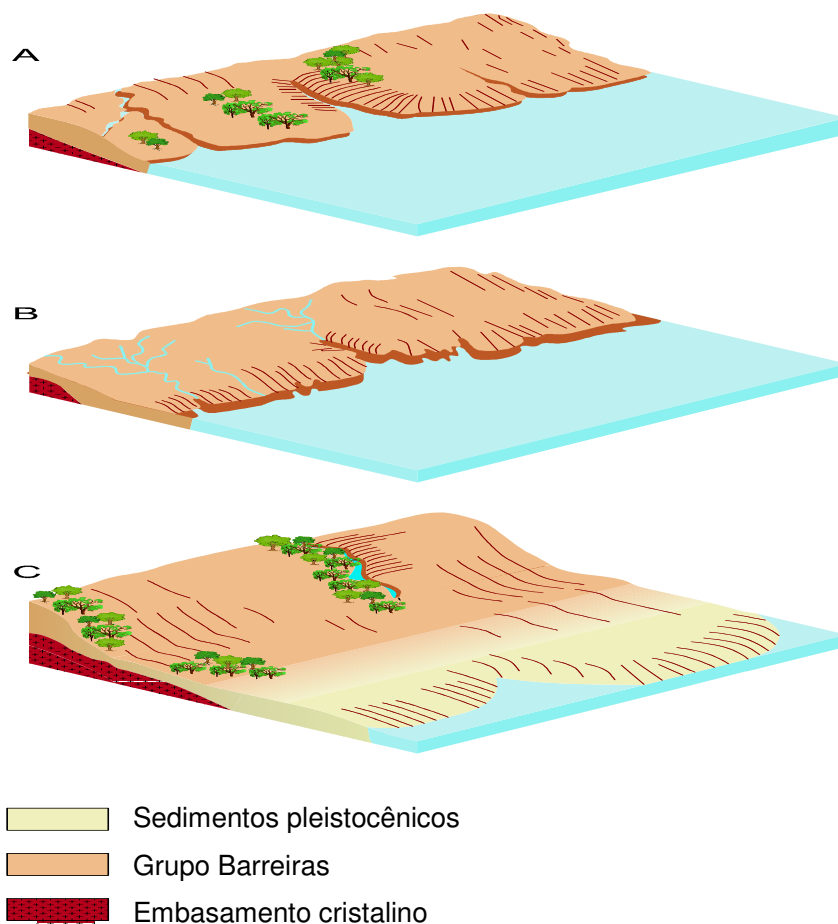 A
B
C
Sedimentos pleistocênicos
Grupo Barreiras
Embasamento cristalino